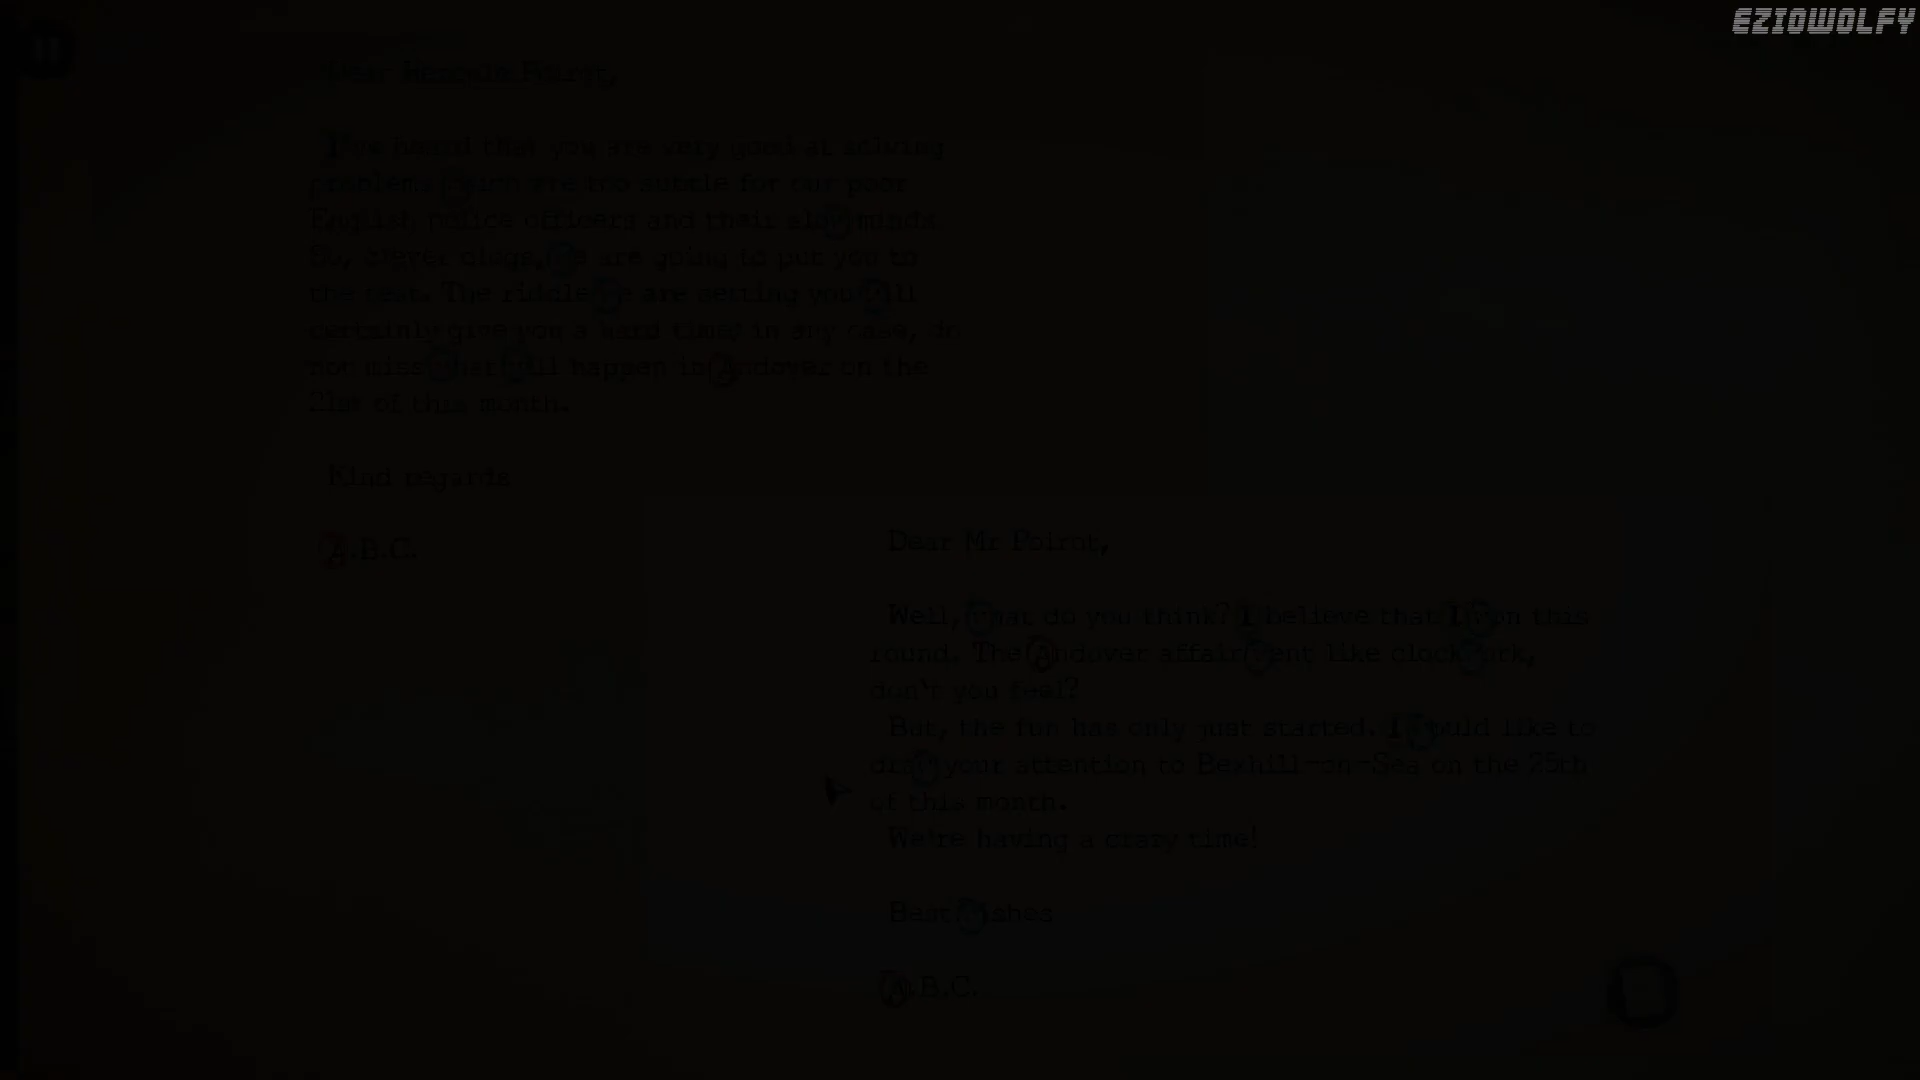 EZIOWOLFY
Dear Hercule Poirot,
I've heard that you are very good at solving
problems which are too subtle for our poor
English police officers and their slow minds.
So, clever clogs, we are going to put you to
the test. The riddle we are setting you will
certainly give you a hard time; in any case, do
not miss what will happen in Andover on the
21st of this month.
Kind regards
A.B.C.
Dear Mr Poirot,
Well, what do you think? I believe that I won this
round. The Andover affair went like clockwork,
don't you feel?
But, the fun has only just started. I would like to
draw your attention to Bexhill-on-Sea on the 25th
of this month.
We're having a crazy time!
Best wishes
A.B.C.